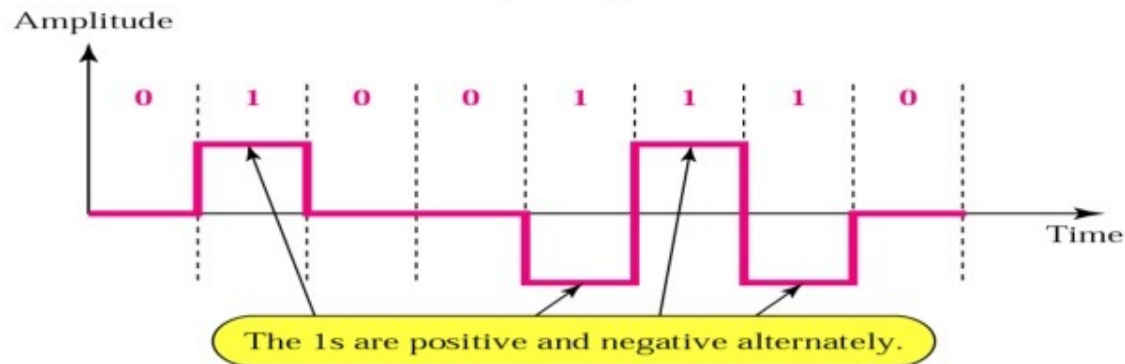 Amplitude
0 1 0 0 1 1 1 0
Time
The 1s are positive and negative alternately.